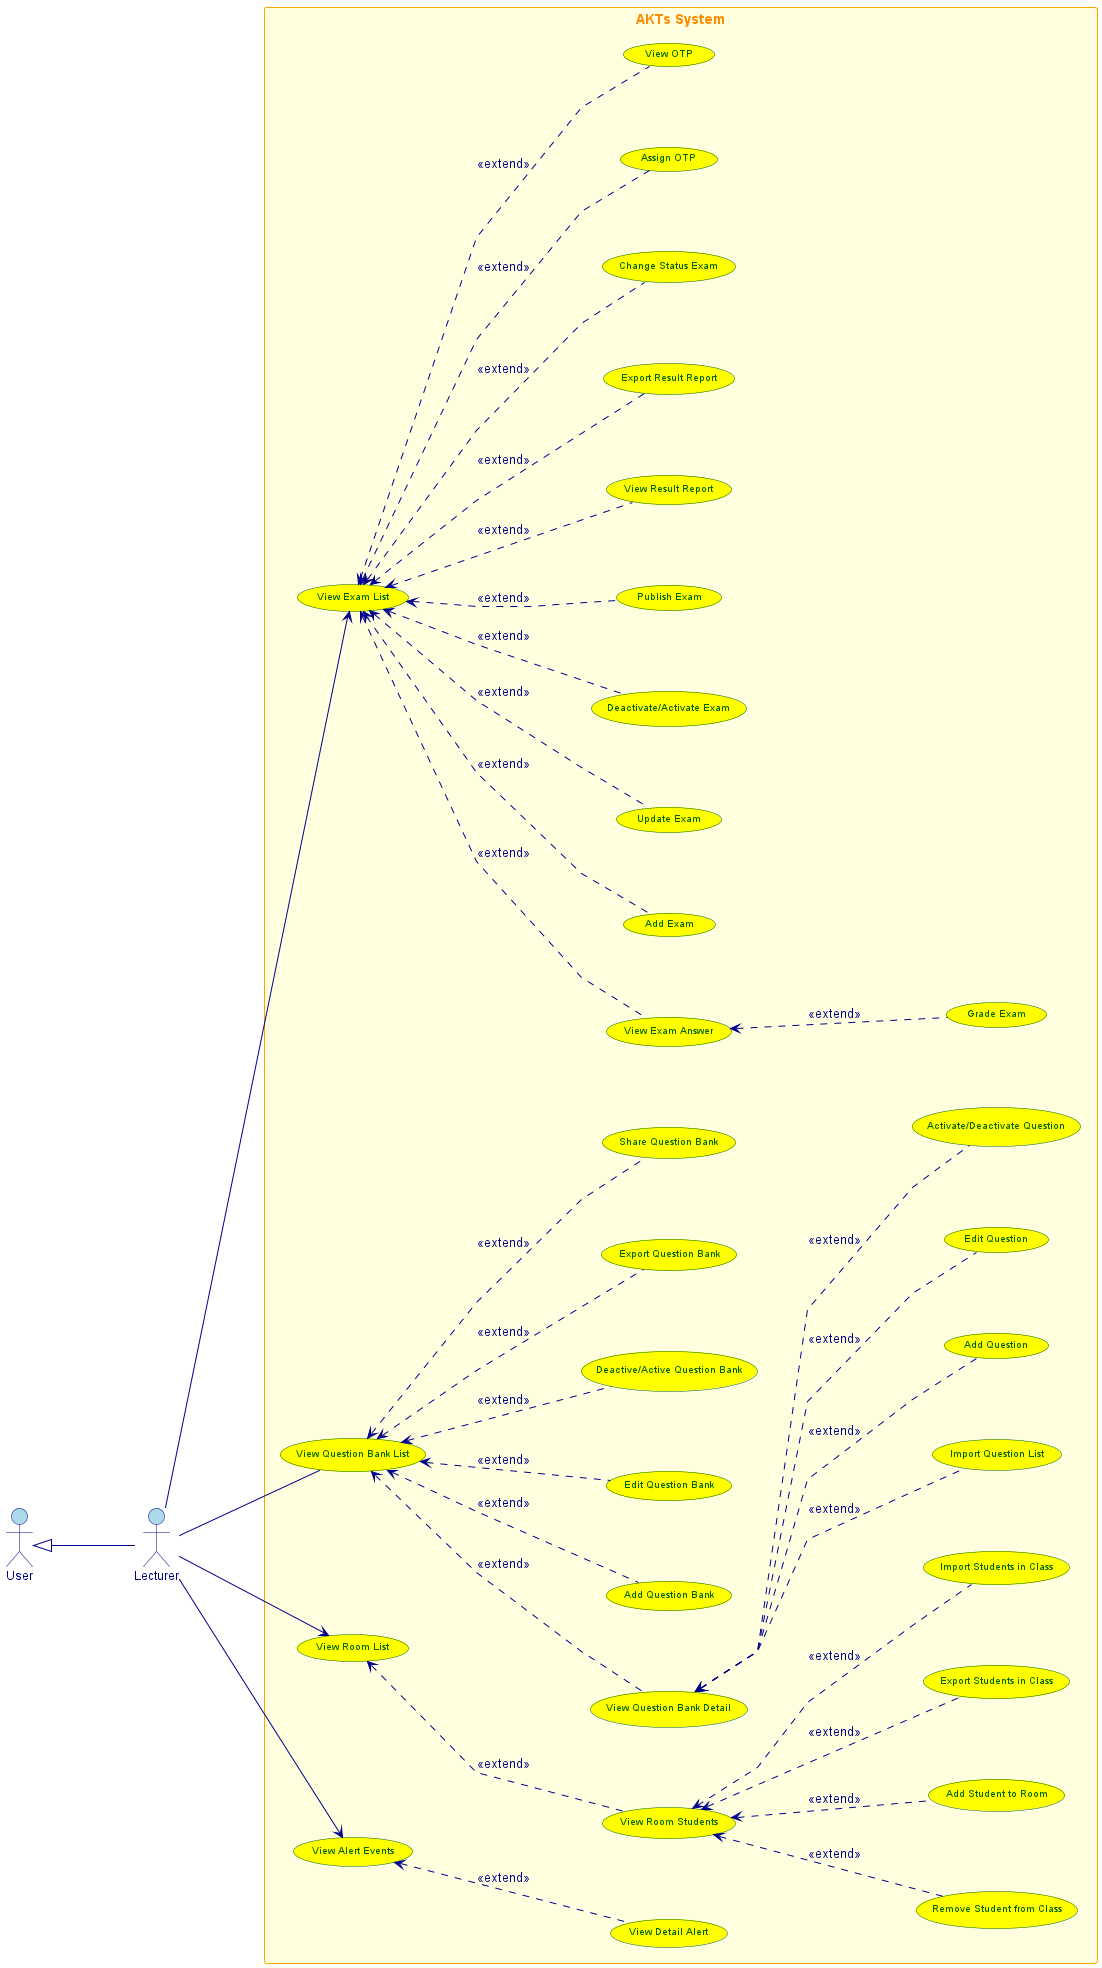 AKTs System
View OTP
«extend»
Assign OTP
«extend»
Change Status Exam
«extend»
Export Result Report
«extend»
View Result Report
«extend»
View Exam List
«extend»
Publish Exam
«extend»
Deactivate/Activate Exam
«extend»
Update Exam
«extend»
Add Exam
«extend»
View Exam Answer
«extend»
Grade Exam
Share Question Bank
«extend»
Export Question Bank
«extend»
Deactive/Active Question Bank
«extend»
View Question Bank List
«extend»
Edit Question Bank
«extend»
Add Question Bank
«extend»
View Question Bank Detail
Activate/Deactivate Question
«extend»
Edit Question
«extend»
Add Question
«extend»
Import Question List
«extend»
User
Lecturer
View Room List
«extend»
View Room Students
Import Students in Class
«extend»
Export Students in Class
«extend»
Add Student to Room
«extend»
Remove Student from Class
«extend»
View Alert Events
«extend»
View Detail Alert